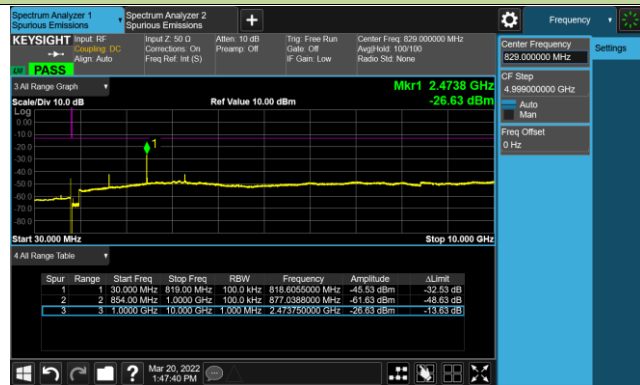 Spectrum Analyzer 1
Spurious Emissions
Spectrum Analyzer 2
Spurious Emissions
Frequency
KEYSIGHT
Input: RF
Coupling: DC
Align: Auto
Input Z: 50 Ω
Corrections: On
Freq Ref: Int (S)
Atten: 10 dB
Preamp: Off
Trig: Free Run
Gate: Off
IF Gain: Low
Center Freq: 829.000000 MHz
Avg|Hold: 100/100
Radio Std: None
PASS
Center Frequency
829.000000 MHz
Settings
CF Step
4.999000000 GHz
Auto
Man
Freq Offset
0 Hz
3 All Range Graph
Mkr1 2.4738 GHz
Scale/Div 10.0 dB
Ref Value 10.00 dBm
-26.63 dBm
Log
0.00
-10.0
-20.0
-30.0
-40.0
-50.0
-60.0
-70.0
-80.0
1
Start 30.000 MHz
Stop 10.000 GHz
4 All Range Table
Spur Range Start Freq Stop Freq RBW Frequency Amplitude ΔLimit
1 1 30.000 MHz 819.00 MHz 100.0 kHz 818.6055000 MHz -45.53 dBm -32.53 dB
2 2 854.00 MHz 1.0000 GHz 100.0 kHz 877.0388000 MHz -61.63 dBm -48.63 dB
3 3 1.0000 GHz 10.000 GHz 1.000 MHz 2.473750000 GHz -26.63 dBm -13.63 dB
?
Mar 20, 2022
1:47:40 PM